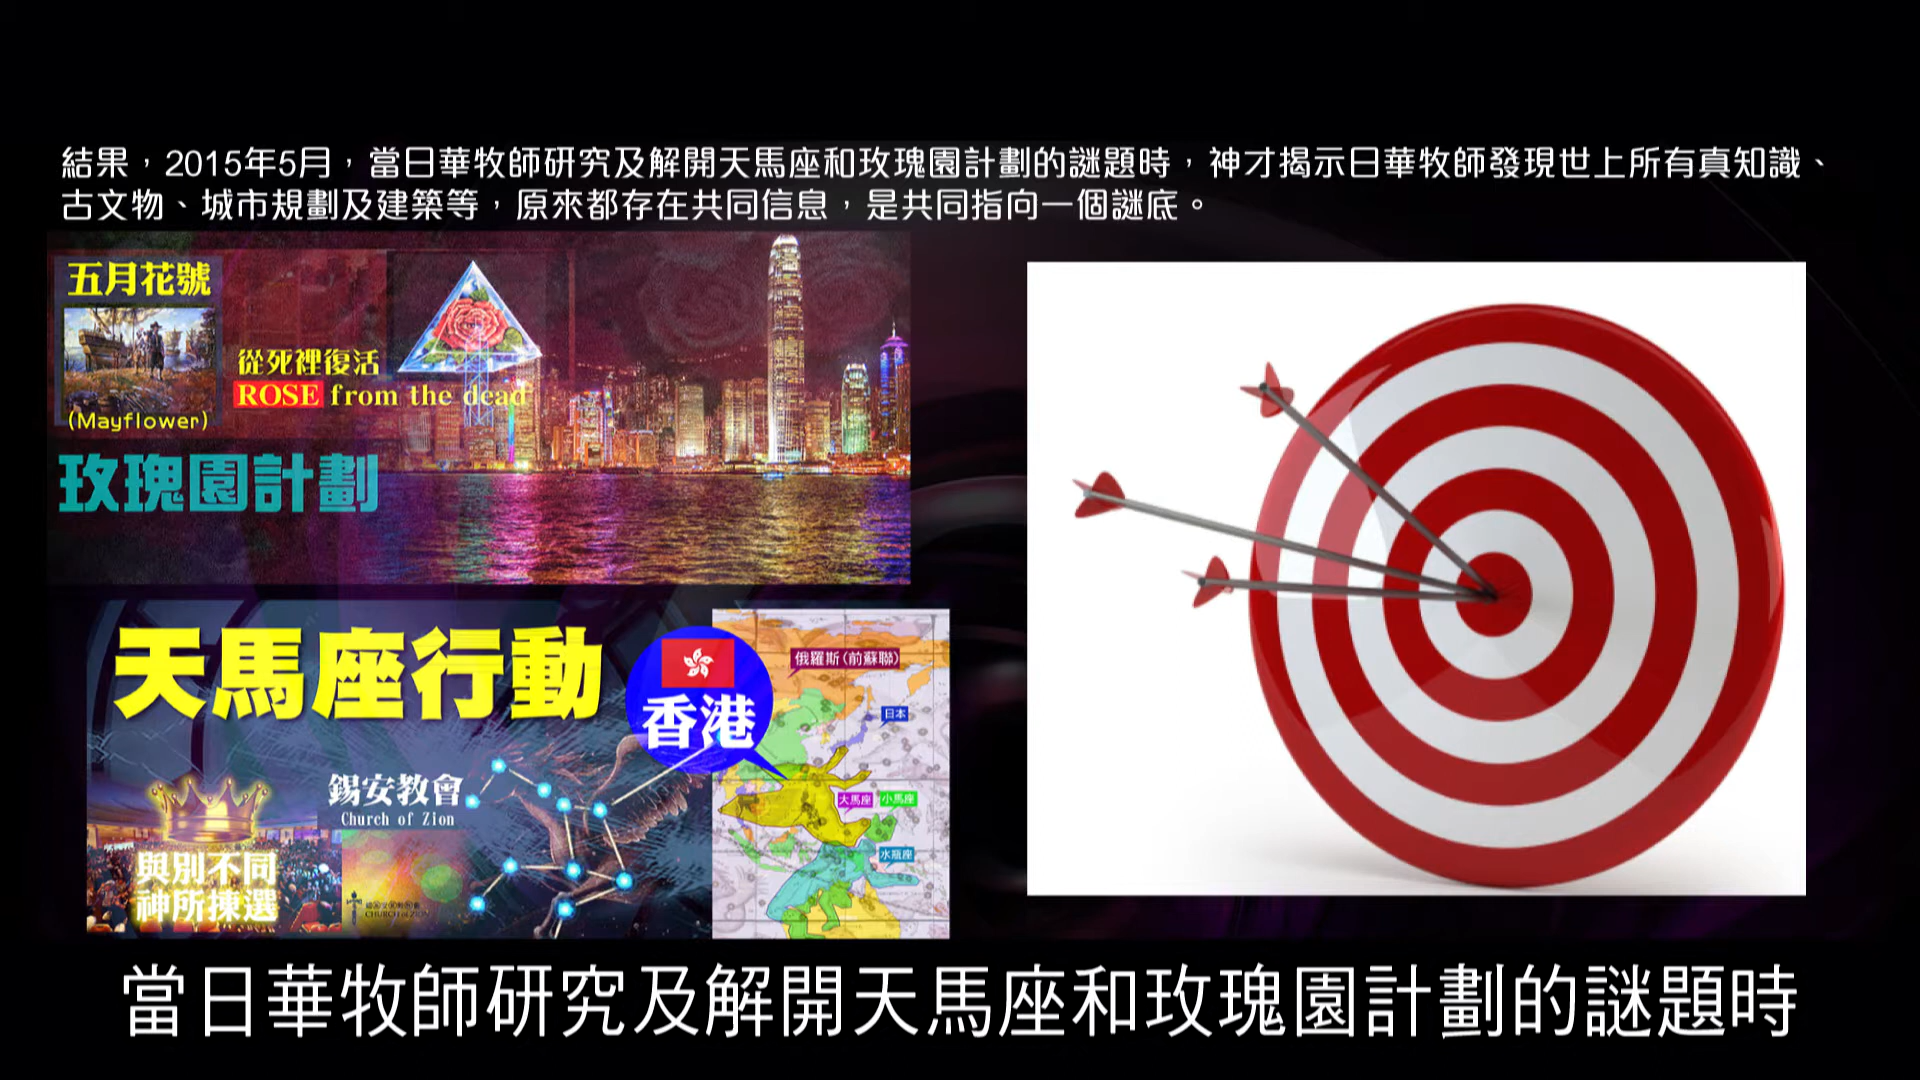 結果，2015年5月，當日華牧師研究及解開天馬座和玫瑰園計劃的謎題時，神才揭示日華牧師發現世上所有真知識、
古文物、城市規劃及建築等，原來都存在共同信息，是共同指向一個謎底。
五月花號
(Mayflower)
從死裡復活
ROSE from the dead
玫瑰園計劃
天馬座行動
香港
俄羅斯(前蘇聯)
日本
大馬座
小馬座
水瓶座
錫安教會
Church of Zion
與別不同
神所揀選
CHURCH OF ZION
當日華牧師研究及解開天馬座和玫瑰園計劃的謎題時